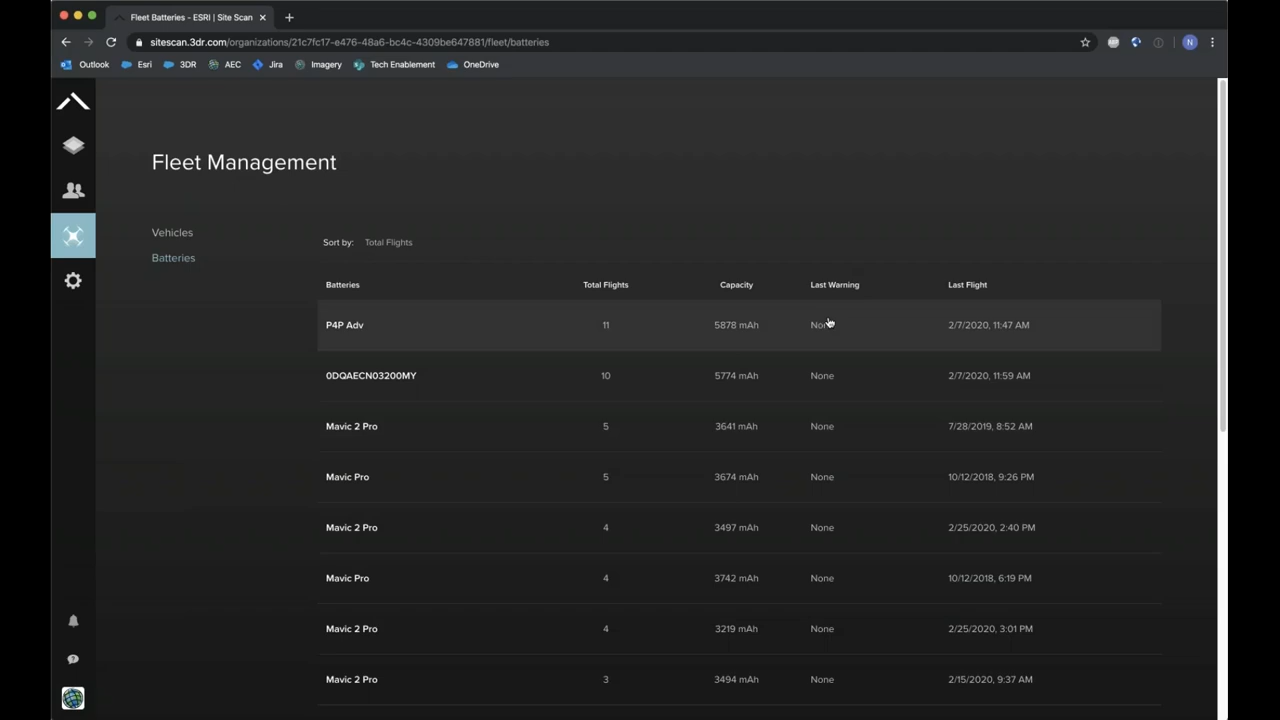 Fleet Batteries - ESRI | Site Scan
sitescan.3dr.com/organizations/21c7fc17-e476-48a6-bc4c-4309be647881/fleet/batteries
N
Outlook Esri 3DR AEC Jira Imagery Tech Enablement OneDrive
Fleet Management
Vehicles
Batteries
Sort by: Total Flights
Batteries Total Flights Capacity Last Warning Last Flight
P4P Adv 11 5878 mAh None 2/7/2020, 11:47 AM
0DQAECN03200MY 10 5774 mAh None 2/7/2020, 11:59 AM
Mavic 2 Pro 5 3641 mAh None 7/28/2019, 8:52 AM
Mavic Pro 5 3674 mAh None 10/12/2018, 9:26 PM
Mavic 2 Pro 4 3497 mAh None 2/25/2020, 2:40 PM
Mavic Pro 4 3742 mAh None 10/12/2018, 6:19 PM
Mavic 2 Pro 4 3219 mAh None 2/25/2020, 3:01 PM
Mavic 2 Pro 3 3494 mAh None 2/15/2020, 9:37 AM